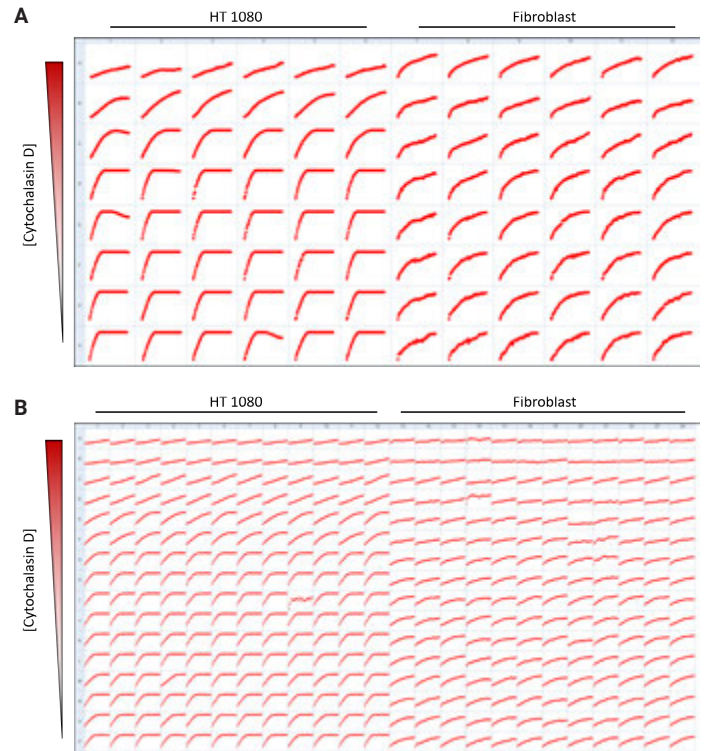 A
HT 1080
Fibroblast
[Cytochalasin D]
B
HT 1080
Fibroblast
[Cytochalasin D]